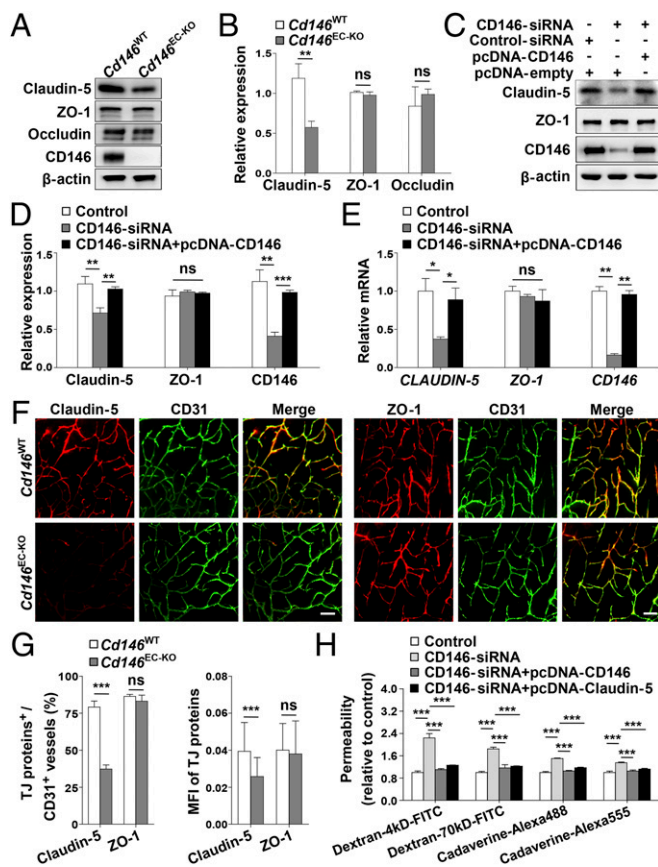 A
Cd146WT
Cd146EC-KO
Claudin-5
ZO-1
Occludin
CD146
β-actin
B
Cd146WT
Cd146EC-KO
Relative expression
1.5
1.0
0.5
0.0
**
ns
ns
Claudin-5 ZO-1 Occludin
C
CD146-siRNA - + +
Control-siRNA + - -
pcDNA-CD146 - - +
pcDNA-empty + + -
Claudin-5
ZO-1
CD146
β-actin
D
Control
CD146-siRNA
CD146-siRNA+pcDNA-CD146
Relative expression
1.5
1.0
0.5
0.0
** **
ns
** ***
Claudin-5 ZO-1 CD146
E
Control
CD146-siRNA
CD146-siRNA+pcDNA-CD146
Relative mRNA
1.5
1.0
0.5
0.0
* *
ns
** **
CLAUDIN-5 ZO-1 CD146
F
Claudin-5 CD31 Merge ZO-1 CD31 Merge
Cd146WT
Cd146EC-KO
G
Cd146WT
Cd146EC-KO
TJ proteins+ /
CD31+ vessels (%)
100
75
50
25
0
***
ns
Claudin-5
ZO-1
MFI of TJ proteins
0.08
0.06
0.04
0.02
0.00
***
ns
Claudin-5
ZO-1
H
Control
CD146-siRNA
CD146-siRNA+pcDNA-CD146
CD146-siRNA+pcDNA-Claudin-5
Permeability
(relative to control)
4.0
3.0
2.0
1.0
0.0
*** *** ***
*** *** ***
*** *** ***
*** *** ***
Dextran-4kD-FITC
Dextran-70kD-FITC
Cadaverine-Alexa488
Cadaverine-Alexa555